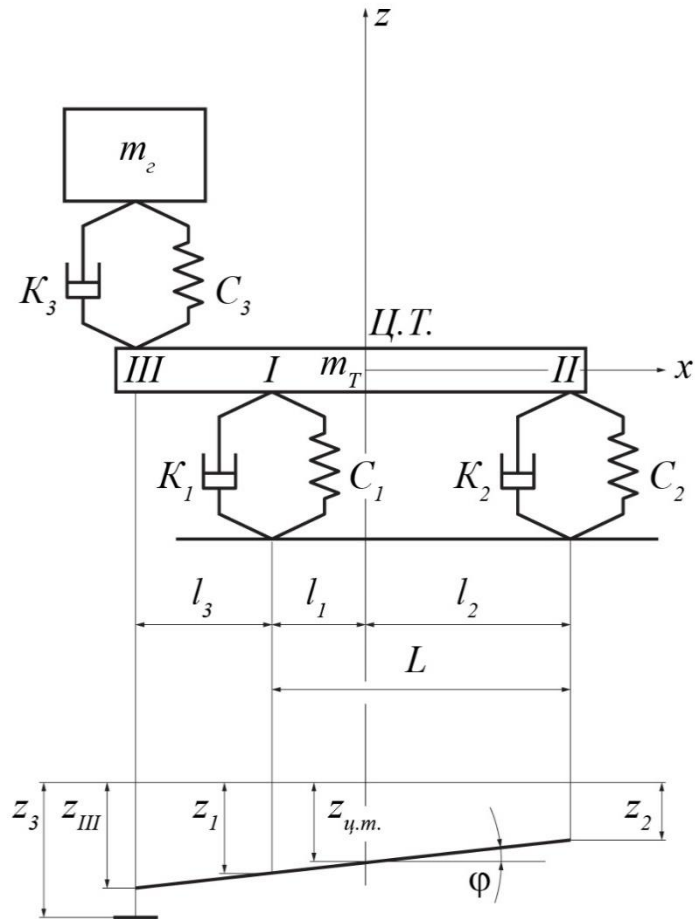 z
m_г
K_3 C_3
Ц.Т.
III I m_T II x
K_1 C_1 K_2 C_2
l_3 l_1 l_2
L
z_3 z_III z_1 z_ц.т. z_2
φ